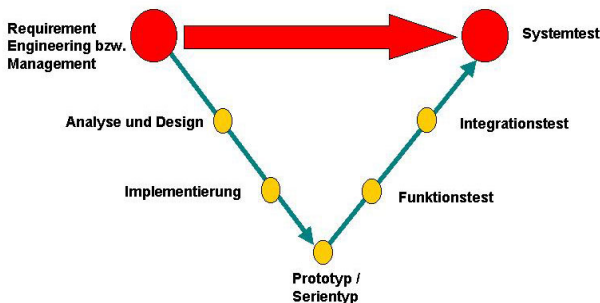 Requirement
Engineering bzw.
Management
Systemtest
Analyse und Design
Integrationstest
Implementierung
Funktionstest
Prototyp /
Serientyp